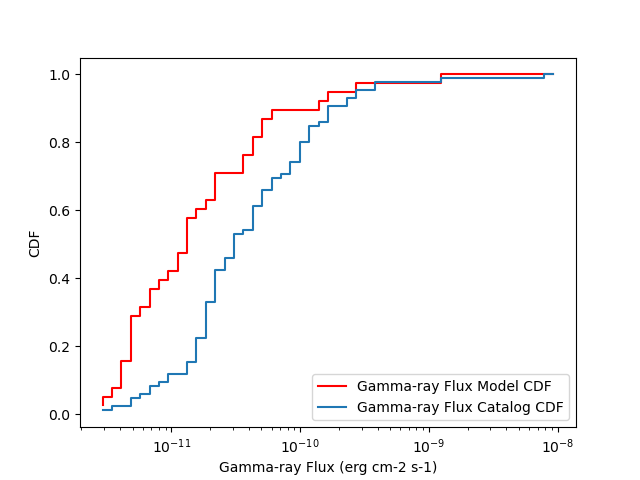 1.0
0.8
0.6
0.4
0.2
0.0
CDF
10⁻¹¹ 10⁻¹⁰ 10⁻⁹ 10⁻⁸
Gamma-ray Flux (erg cm-2 s-1)
Gamma-ray Flux Model CDF
Gamma-ray Flux Catalog CDF